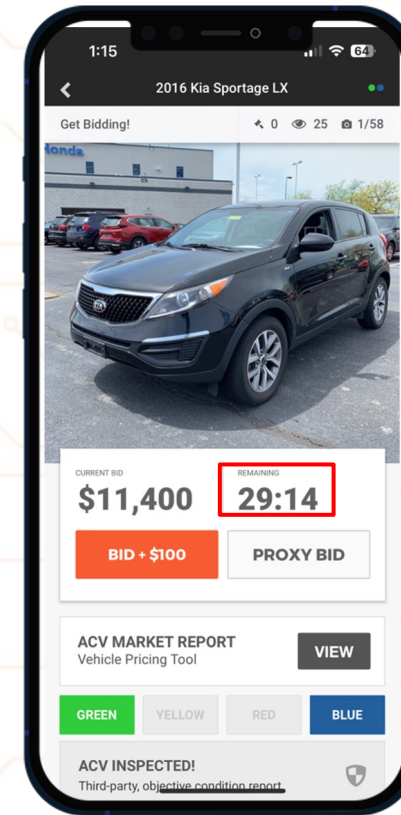 1:15
64
2016 Kia Sportage LX
Get Bidding!
0
25
1/58
Honda
KIA
CURRENT BID
REMAINING
$11,400
29:14
BID + $100
PROXY BID
ACV MARKET REPORT
Vehicle Pricing Tool
VIEW
GREEN
YELLOW
RED
BLUE
ACV INSPECTED!
Third-party, objective condition report